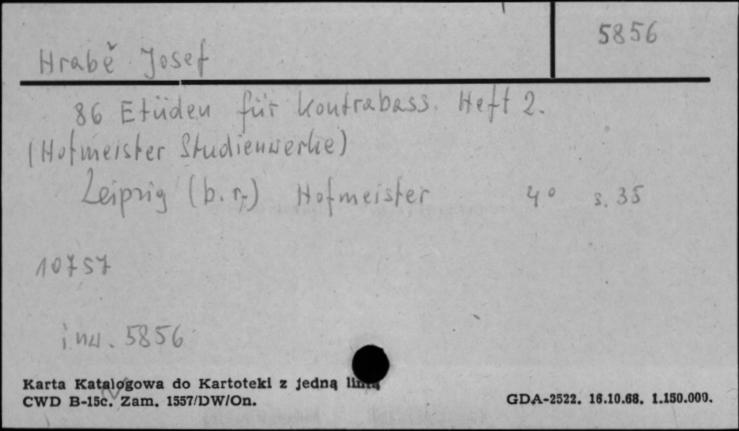 5856
Hrabě Josef
86 Etüden für Kontrabass. Heft 2.
(Hofmeister Studienwerke)
Leipzig (b. r.) Hofmeister 4° s. 35
10757
inw. 5856
Karta Katalogowa do Kartoteki z jedną linią
CWD B-15c. Zam. 1557/DW/On.
GDA-2522. 16.10.68. 1.150.000.